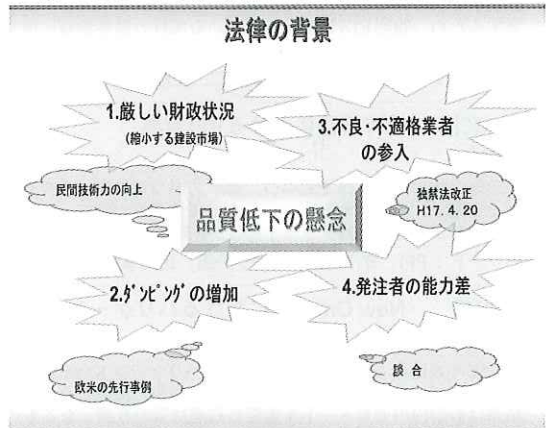 法律の背景
1.厳しい財政状況
(縮小する建設市場)
3.不良・不適格業者
の参入
民間技術力の向上
独禁法改正
H17.4.20
品質低下の懸念
2.ダンピングの増加
4.発注者の能力差
欧米の先行事例
談 合